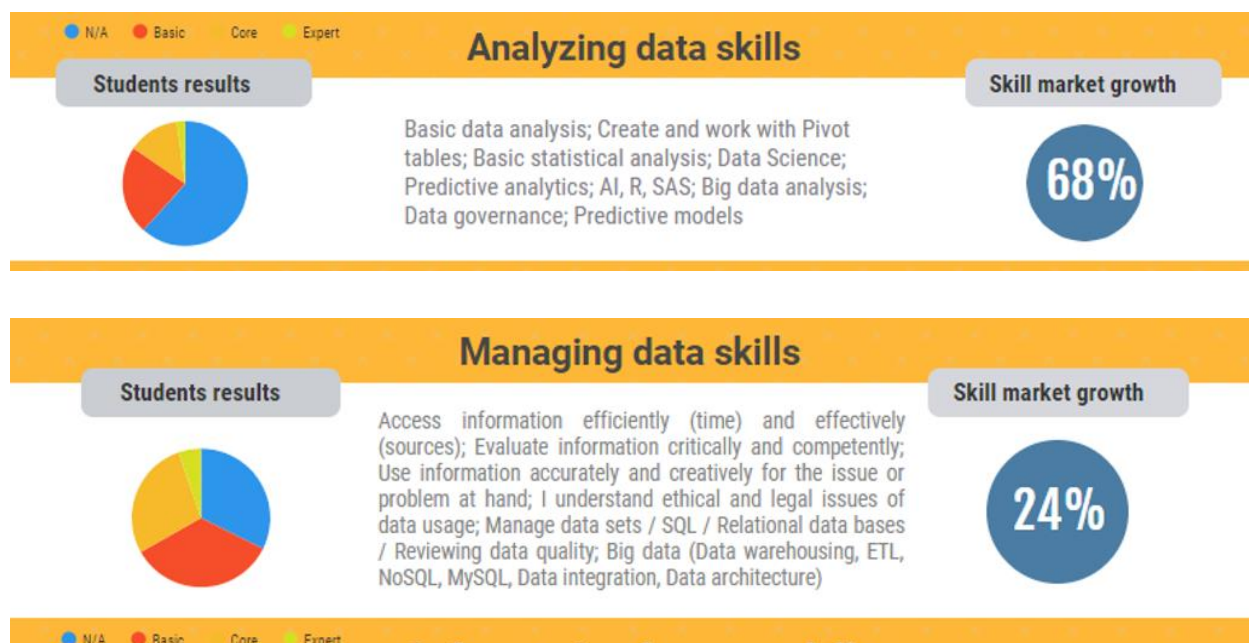 N/A Basic Core Expert
Analyzing data skills
Students results
Skill market growth
Basic data analysis; Create and work with Pivot
tables; Basic statistical analysis; Data Science;
Predictive analytics; AI, R, SAS; Big data analysis;
Data governance; Predictive models
68%
Managing data skills
Students results
Skill market growth
Access information efficiently (time) and effectively
(sources); Evaluate information critically and competently;
Use information accurately and creatively for the issue or
problem at hand; I understand ethical and legal issues of
data usage; Manage data sets / SQL / Relational data bases
/ Reviewing data quality; Big data (Data warehousing, ETL,
NoSQL, MySQL, Data integration, Data architecture)
24%
N/A Basic Core Expert